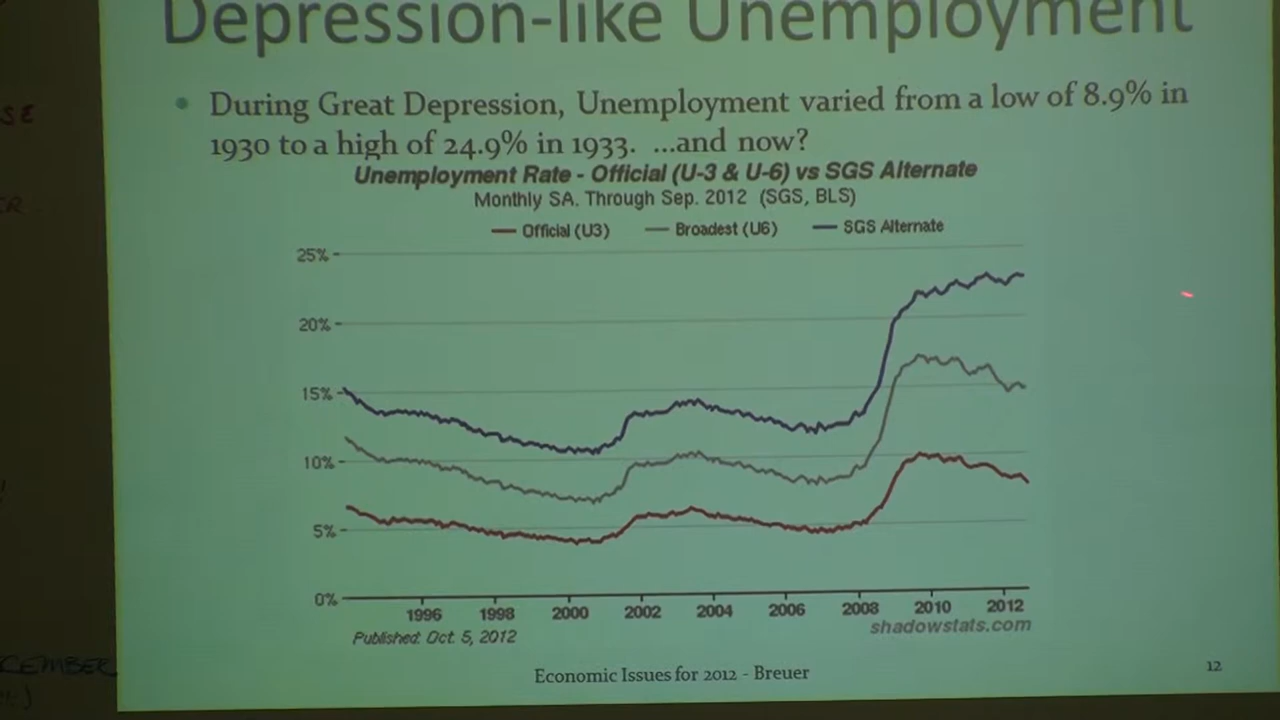 Depression-like Unemployment
• During Great Depression, Unemployment varied from a low of 8.9% in
1930 to a high of 24.9% in 1933. ...and now?
Unemployment Rate - Official (U-3 & U-6) vs SGS Alternate
Monthly SA. Through Sep. 2012 (SGS, BLS)
Official (U3) Broadest (U6) SGS Alternate
25%
20%
15%
10%
5%
0%
1996 1998 2000 2002 2004 2006 2008 2010 2012
Published: Oct. 5, 2012
shadowstats.com
Economic Issues for 2012 - Breuer
12
SE
CEMBER